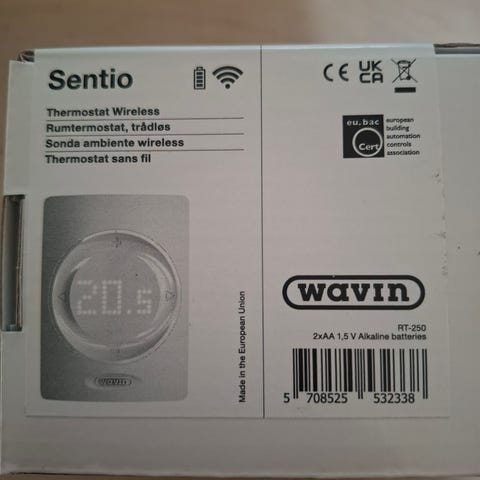 Sentio
Thermostat Wireless
Rumtermostat, trådløs
Sonda ambiente wireless
Thermostat sans fil
20.5
wavin
Made in the European Union
CE UK
CA
eu.bac
Cert
european
building
automation
controls
association
wavin
RT-250
2xAA 1,5 V Alkaline batteries
5 708525 532338